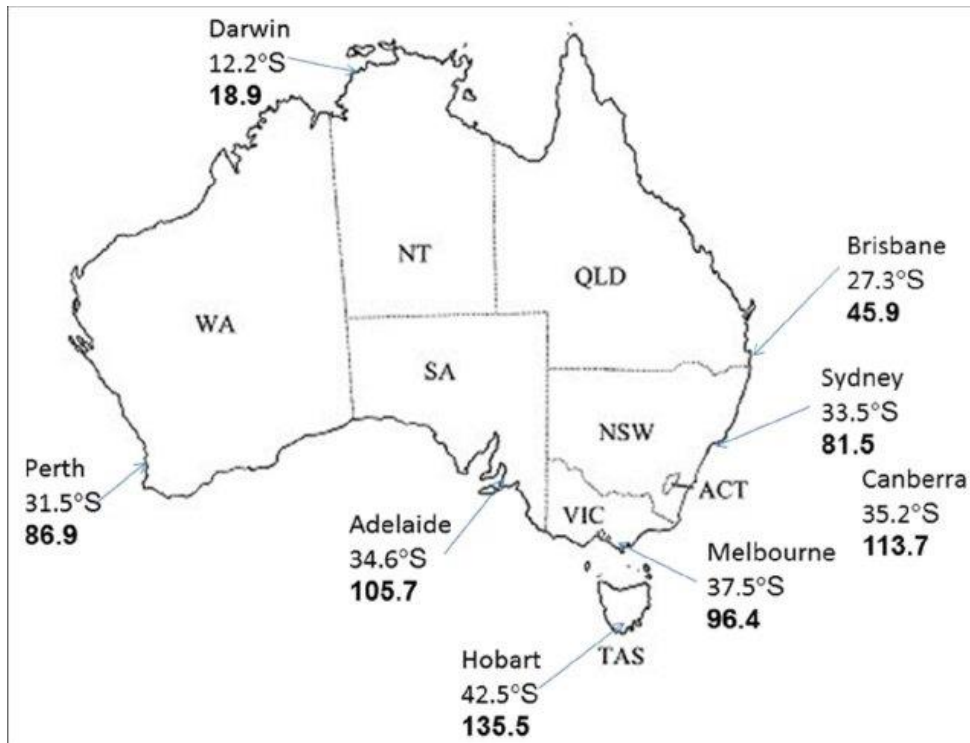 Darwin
12.2°S
18.9
Brisbane
27.3°S
45.9
NT
QLD
WA
SA
Sydney
33.5°S
81.5
NSW
Perth
31.5°S
86.9
ACT
Canberra
35.2°S
113.7
Adelaide
34.6°S
105.7
VIC
Melbourne
37.5°S
96.4
Hobart
42.5°S
135.5
TAS